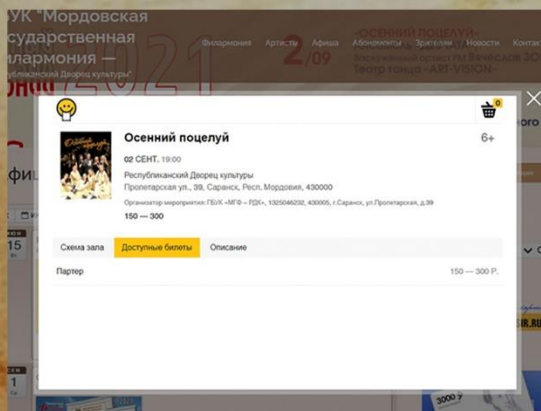 УК "Мордовская
сударственная
илармония —
публиканский Дворец культуры"
Филармония Артисты Афиша Абонементы Зрителям Новости Контак
2021
2/09
«ОСЕННИЙ ПОЦЕЛУЙ»
Театр танца «ART-VISION»
0
Осенний поцелуй
6+
02 СЕНТ. 19:00
Республиканский Дворец культуры
Пролетарская ул., 39, Саранск, Респ. Мордовия, 430000
Организатор мероприятия: ГБУК «МГФ – РДК», 1325046232, 430005, г.Саранск, ул.Пролетарская, д.39
150 — 300
Схема зала Доступные билеты Описание
Партер 150 — 300 Р.
15
1
3000